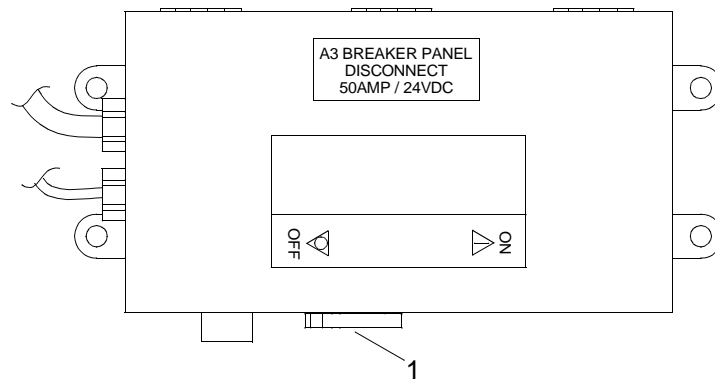 A3 BREAKER PANEL
DISCONNECT
50AMP / 24VDC
OFF
ON
1